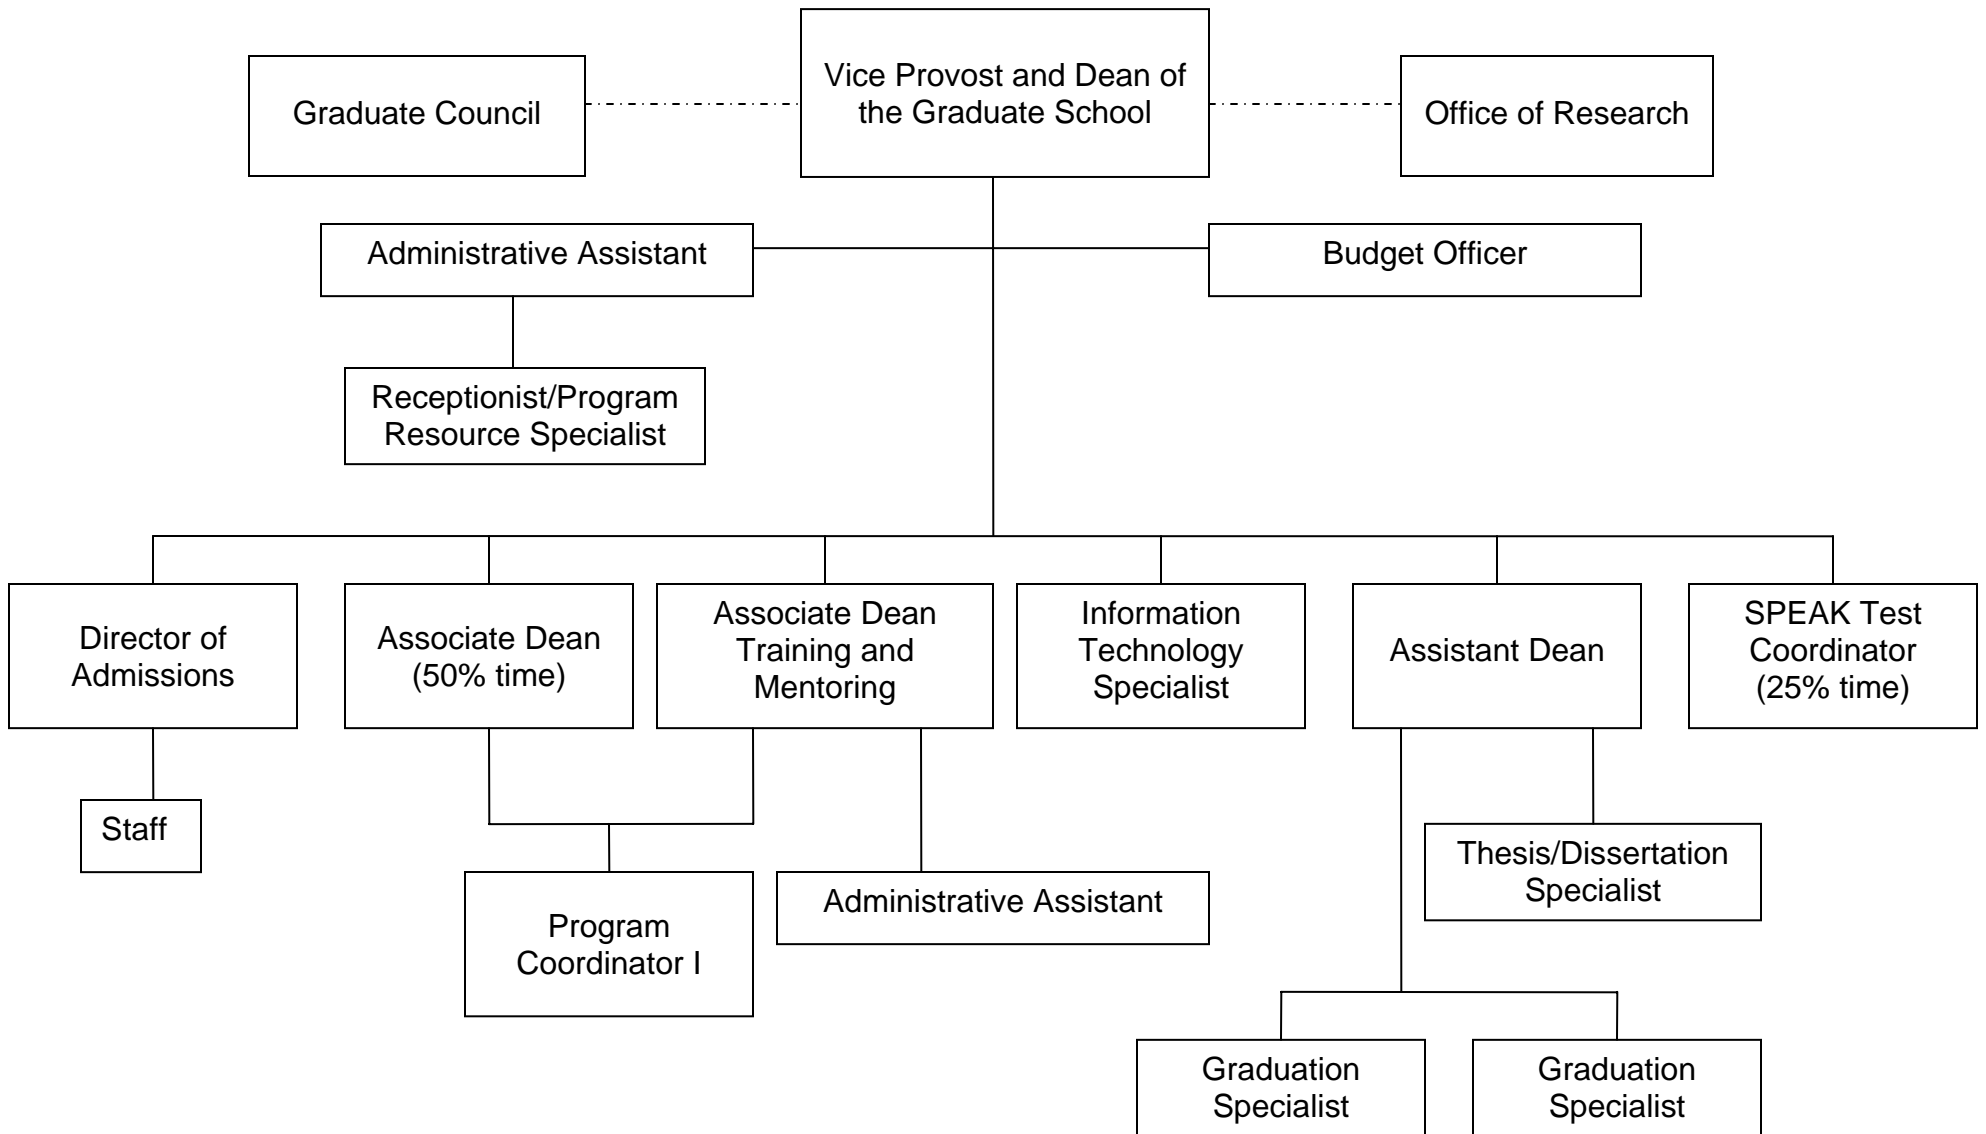 Graduate Council
Vice Provost and Dean of
the Graduate School
Office of Research
Administrative Assistant
Budget Officer
Receptionist/Program
Resource Specialist
Director of
Admissions
Associate Dean
(50% time)
Associate Dean
Training and
Mentoring
Information
Technology
Specialist
Assistant Dean
SPEAK Test
Coordinator
(25% time)
Staff
Program
Coordinator I
Administrative Assistant
Thesis/Dissertation
Specialist
Graduation
Specialist
Graduation
Specialist